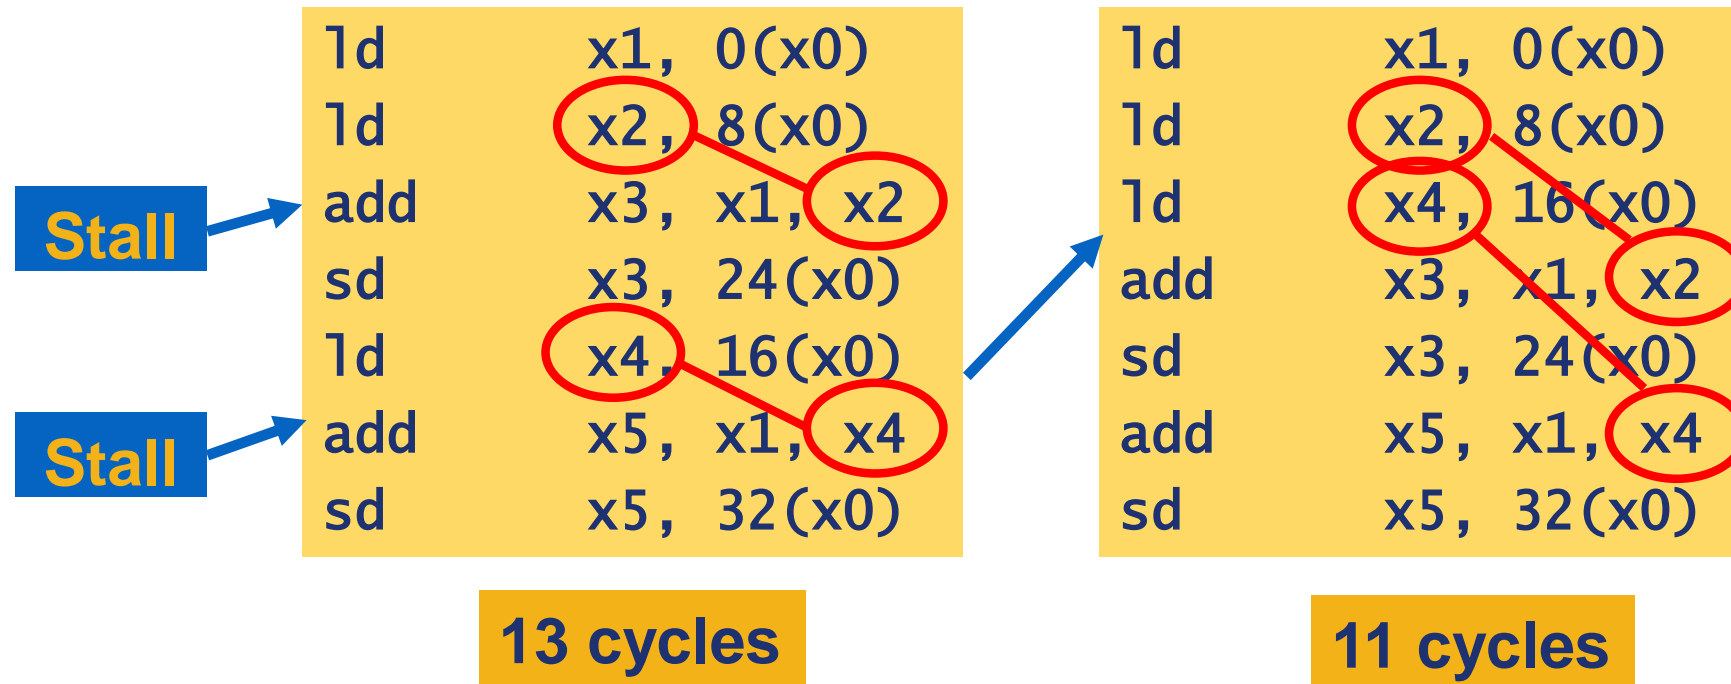 ld x1, 0(x0)
ld x2, 8(x0)
add x3, x1, x2
sd x3, 24(x0)
ld x4, 16(x0)
add x5, x1, x4
sd x5, 32(x0)
Stall
Stall
13 cycles
ld x1, 0(x0)
ld x2, 8(x0)
ld x4, 16(x0)
add x3, x1, x2
sd x3, 24(x0)
add x5, x1, x4
sd x5, 32(x0)
11 cycles